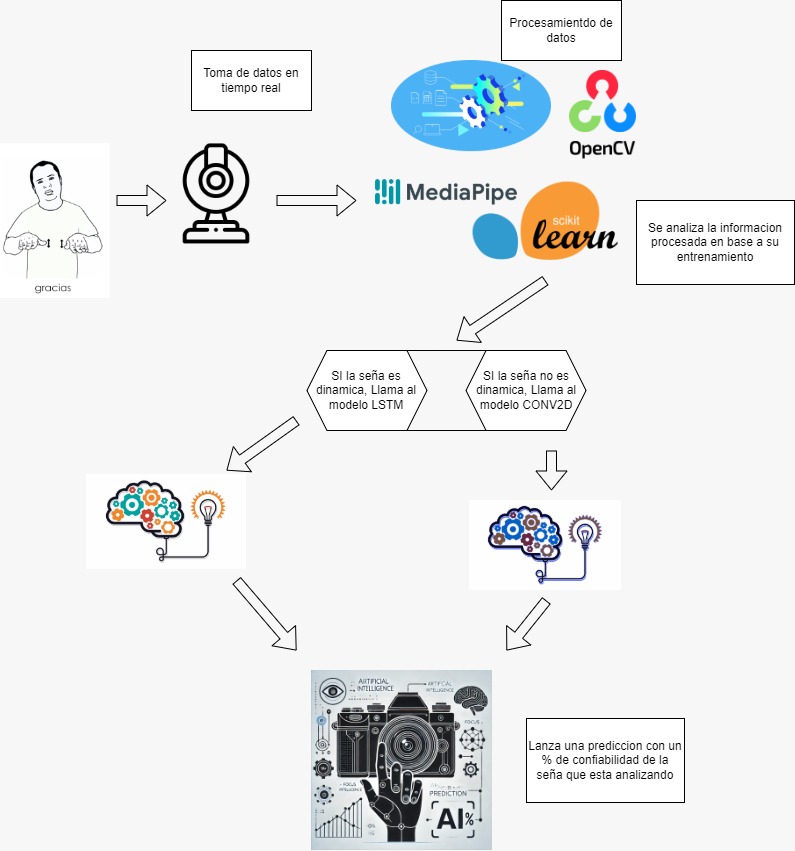 Procesamientdo de
datos
Toma de datos en
tiempo real
OpenCV
MediaPipe
scikit
learn
gracias
Se analiza la informacion
procesada en base a su
entrenamiento
SI la seña es
dinamica, Llama al
modelo LSTM
SI la seña no es
dinamica, Llama al
modelo CONV2D
ARTIFICIAL
INTELLIGENCE
ARTIFICIAL
INTELLIGENCE
FOCUS
FOCUS
INTELLIGENCE
PREDICTION
AI%
Lanza una prediccion con un
% de confiabilidad de la
seña que esta analizando